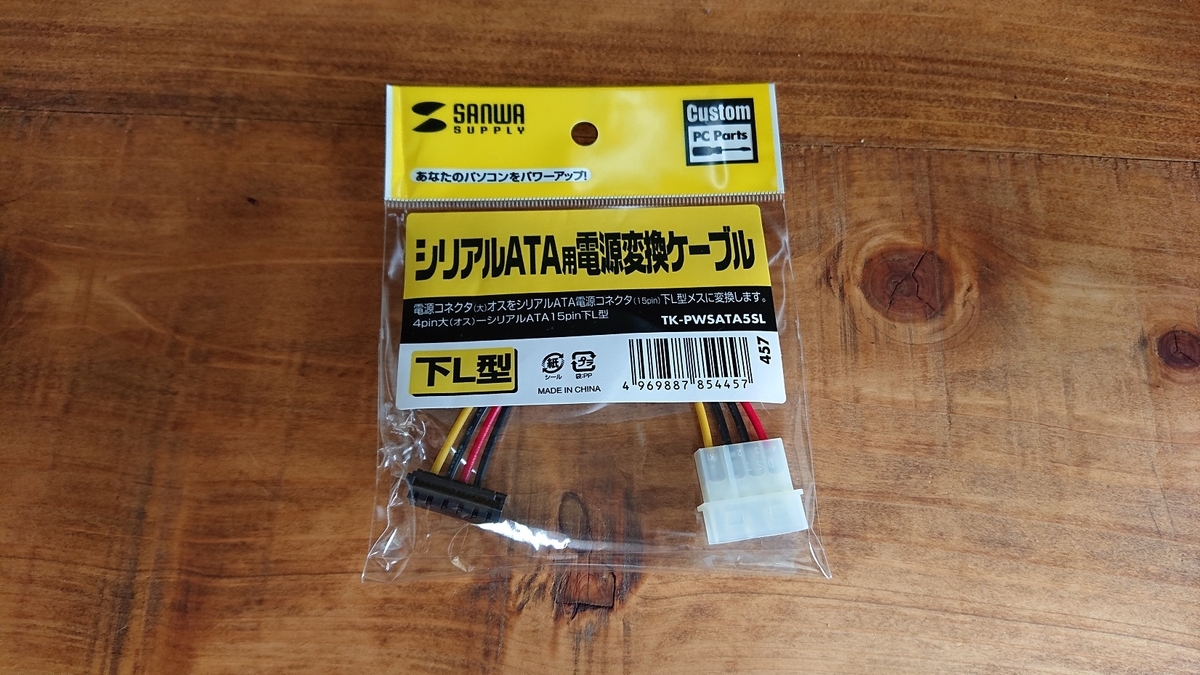 SANWA
SUPPLY
Custom
PC Parts
あなたのパソコンをパワーアップ!
シリアルATA用電源変換ケーブル
電源コネクタ(大)オスをシリアルATA電源コネクタ(15pin)下L型メスに変換します。
4pin大(オス)ーシリアルATA15pin下L型
TK-PWSATA5SL
下L型
紙
シール
プラ
袋:PP
MADE IN CHINA
4 969887 854457
457